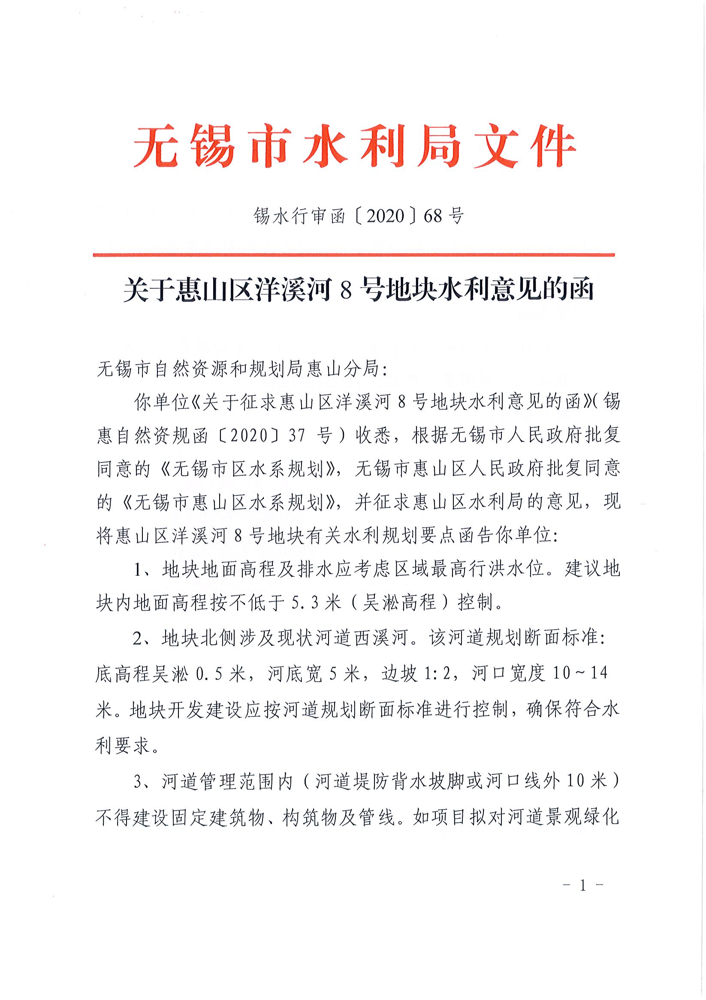 无锡市水利局文件
锡水行审函〔2020〕68号
关于惠山区洋溪河8号地块水利意见的函
无锡市自然资源和规划局惠山分局：
你单位《关于征求惠山区洋溪河8号地块水利意见的函》（锡
惠自然资规函〔2020〕37 号）收悉，根据无锡市人民政府批复
同意的《无锡市区水系规划》，无锡市惠山区人民政府批复同意
的《无锡市惠山区水系规划》，并征求惠山区水利局的意见，现
将惠山区洋溪河8号地块有关水利规划要点函告你单位：
1、地块地面高程及排水应考虑区域最高行洪水位。建议地
块内地面高程按不低于5.3米（吴淞高程）控制。
2、地块北侧涉及现状河道西溪河。该河道规划断面标准：
底高程吴淞0.5米，河底宽5米，边坡1:2，河口宽度10~14
米。地块开发建设应按河道规划断面标准进行控制，确保符合水
利要求。
3、河道管理范围内（河道堤防背水坡脚或河口线外10米）
不得建设固定建筑物、构筑物及管线。如项目拟对河道景观绿化
- 1 -